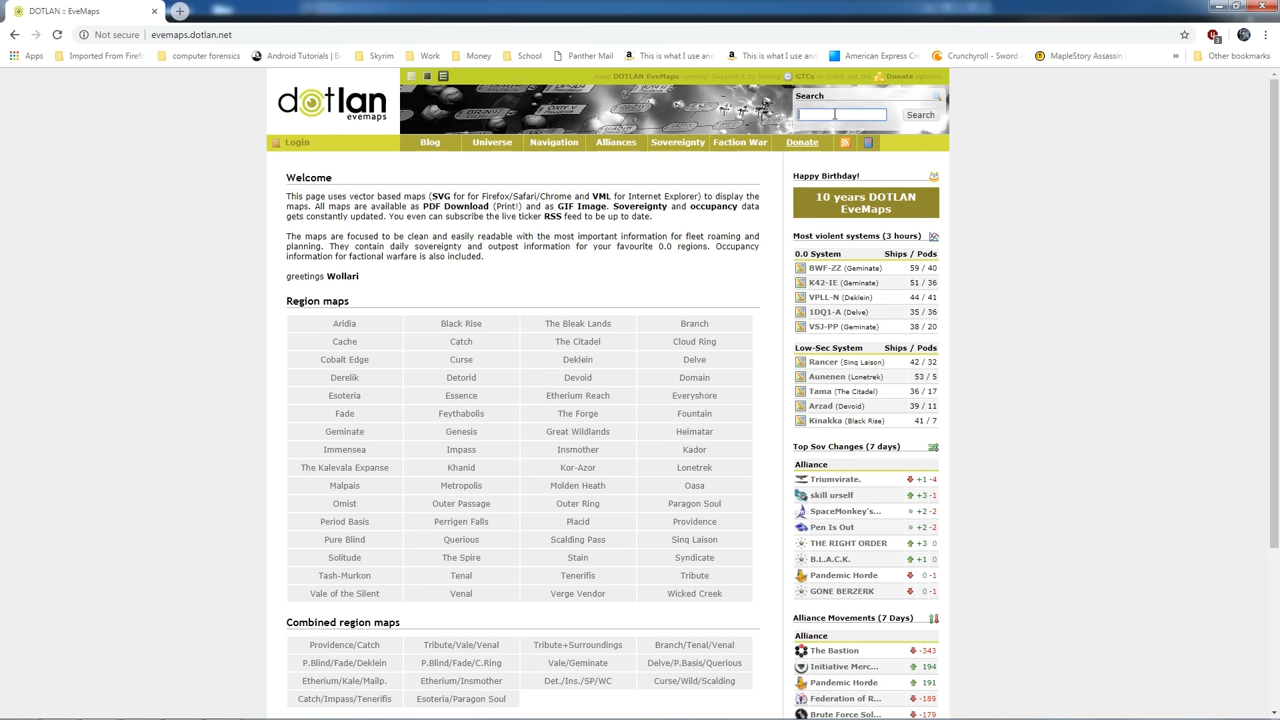 DOTLAN :: EveMaps
Not secure | evemaps.dotlan.net
Apps Imported From Firef computer forensics Android Tutorials | B Skyrim Work Money School Panther Mail This is what I use an This is what I use an American Express Cre Crunchyroll - Sword MapleStory Assassin Other bookmarks
Keep DOTLAN EveMaps running! Support it by buying GTCs or check out the Donate options.
dotlan
evemaps
Search
Search
Login Blog Universe Navigation Alliances Sovereignty Faction War Donate
Welcome
This page uses vector based maps (SVG for for Firefox/Safari/Chrome and VML for Internet Explorer) to display the
maps. All maps are available as PDF Download (Print!) and as GIF Image. Sovereignty and occupancy data
gets constantly updated. You even can subscribe the live ticker RSS feed to be up to date.
The maps are focused to be clean and easily readable with the most important information for fleet roaming and
planning. They contain daily sovereignty and outpost information for your favourite 0.0 regions. Occupancy
information for factional warfare is also included.
greetings Wollari
Region maps
Aridia Black Rise The Bleak Lands Branch
Cache Catch The Citadel Cloud Ring
Cobalt Edge Curse Deklein Delve
Derelik Detorid Devoid Domain
Esoteria Essence Etherium Reach Everyshore
Fade Feythabolis The Forge Fountain
Geminate Genesis Great Wildlands Heimatar
Immensea Impass Insmother Kador
The Kalevala Expanse Khanid Kor-Azor Lonetrek
Malpais Metropolis Molden Heath Oasa
Omist Outer Passage Outer Ring Paragon Soul
Period Basis Perrigen Falls Placid Providence
Pure Blind Querious Scalding Pass Sinq Laison
Solitude The Spire Stain Syndicate
Tash-Murkon Tenal Tenerifis Tribute
Vale of the Silent Venal Verge Vendor Wicked Creek
Combined region maps
Providence/Catch Tribute/Vale/Venal Tribute+Surroundings Branch/Tenal/Venal
P.Blind/Fade/Deklein P.Blind/Fade/C.Ring Vale/Geminate Delve/P.Basis/Querious
Etherium/Kale/Mailp. Etherium/Insmother Det./Ins./SP/WC Curse/Wild/Scalding
Catch/Impass/Tenerifis Esoteria/Paragon Soul
Happy Birthday!
10 years DOTLAN
EveMaps
Most violent systems (3 hours)
0.0 System Ships / Pods
BWF-ZZ (Geminate) 59 / 40
K42-IE (Geminate) 51 / 36
VPLL-N (Deklein) 44 / 41
1DQ1-A (Delve) 35 / 36
VSJ-PP (Geminate) 38 / 20
Low-Sec System Ships / Pods
Rancer (Sinq Laison) 42 / 32
Aunenen (Lonetrek) 53 / 5
Tama (The Citadel) 36 / 17
Arzad (Devoid) 39 / 11
Kinakka (Black Rise) 41 / 7
Top Sov Changes (7 days)
Alliance
Triumvirate. +1 -4
skill urself +3 -1
SpaceMonkey's... +2 -2
Pen Is Out +2 -2
THE RIGHT ORDER +3 0
B.L.A.C.K. +1 0
Pandemic Horde 0 -1
GONE BERZERK 0 -1
Alliance Movements (7 Days)
Alliance
The Bastion -343
Initiative Merc... 194
Pandemic Horde 191
Federation of R... -189
Brute Force Sol... -179